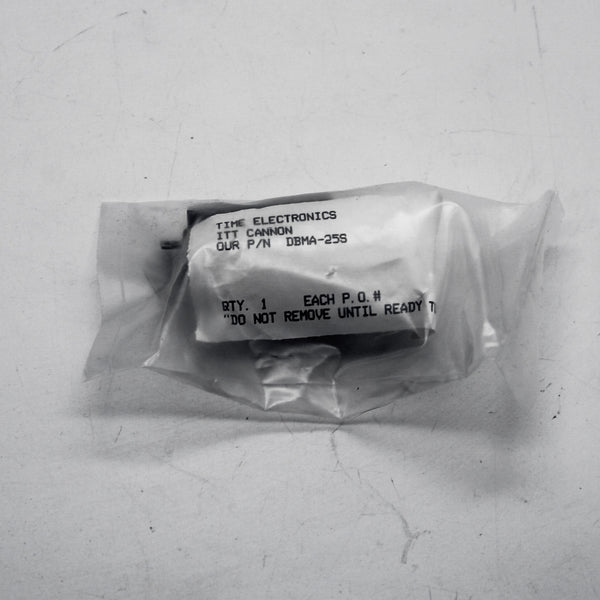 TIME ELECTRONICS
ITT CANNON
OUR P/N DBMA-25S
QTY. 1 EACH P.O.#
"DO NOT REMOVE UNTIL READY